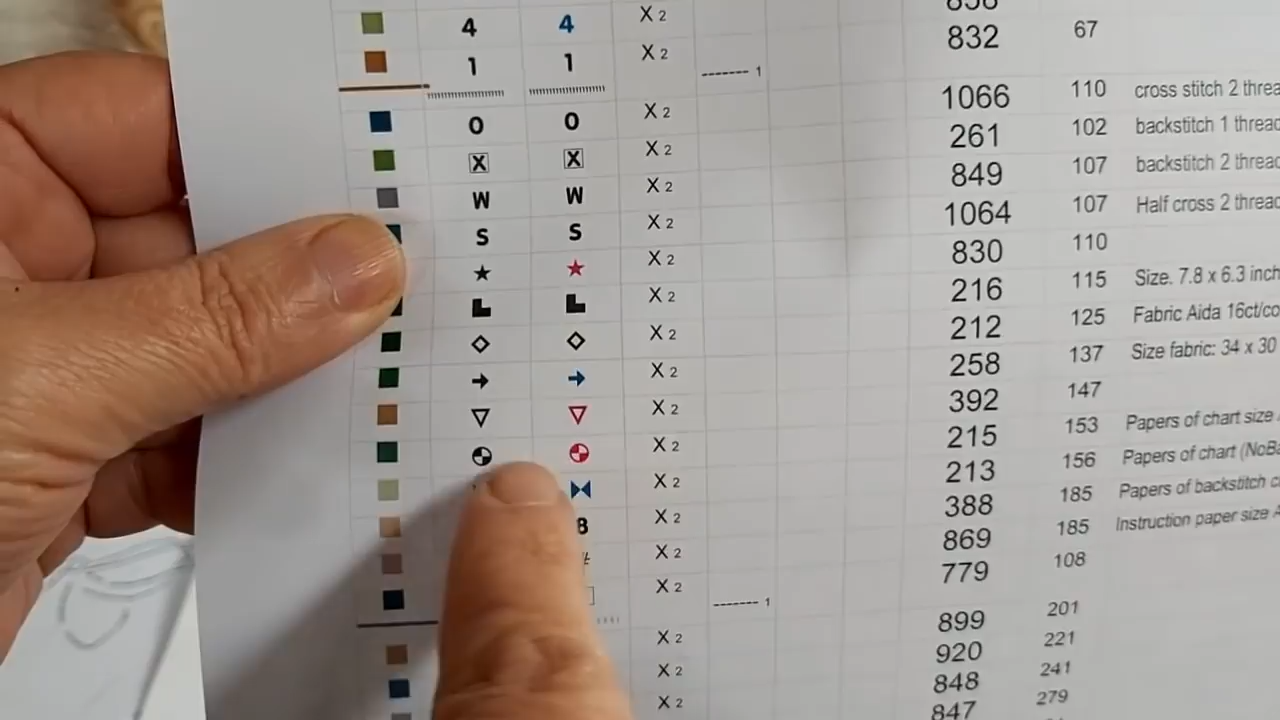 4 4 X 2 858
1 1 X 2 ------- 1 832 67
O O X 2 1066 110 cross stitch 2 threa
X X X 2 261 102 backstitch 1 thread
W W X 2 849 107 backstitch 2 threa
S S X 2 1064 107 Half cross 2 thread
★ ★ X 2 830 110
L L X 2 216 115 Size. 7.8 x 6.3 inch
◇ ◇ X 2 212 125 Fabric Aida 16ct/co
→ → X 2 258 137 Size fabric: 34 x 30
▽ ▽ X 2 392 147
X 2 215 153 Papers of chart size
X 2 213 156 Papers of chart (NoBa
8 X 2 388 185 Papers of backstitch c
X 2 869 185 Instruction paper size A
X 2 ------- 1 779 108
X 2 899 201
X 2 920 221
X 2 848 241
847 279